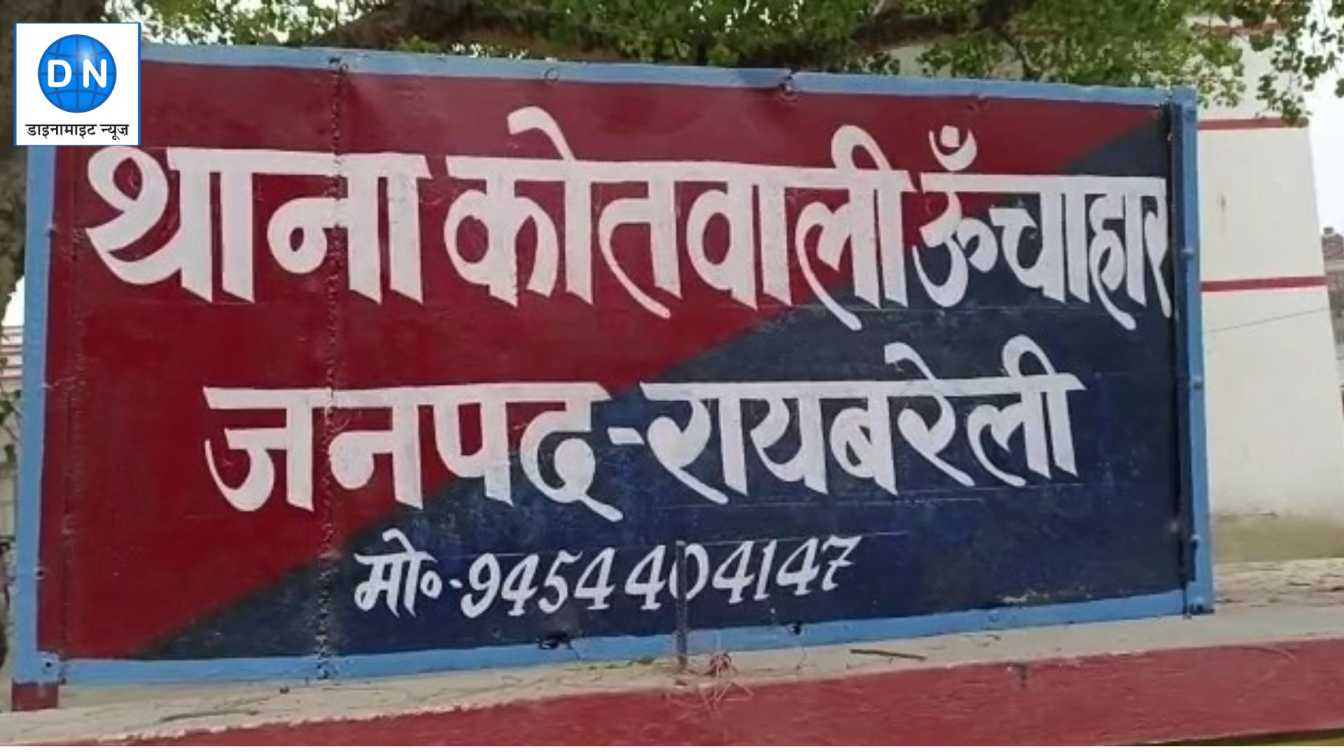 DN
डाइनामाइट न्यूज
थाना कोतवाली ऊँचाहार
जनपद-रायबरेली
मो०-9454404147